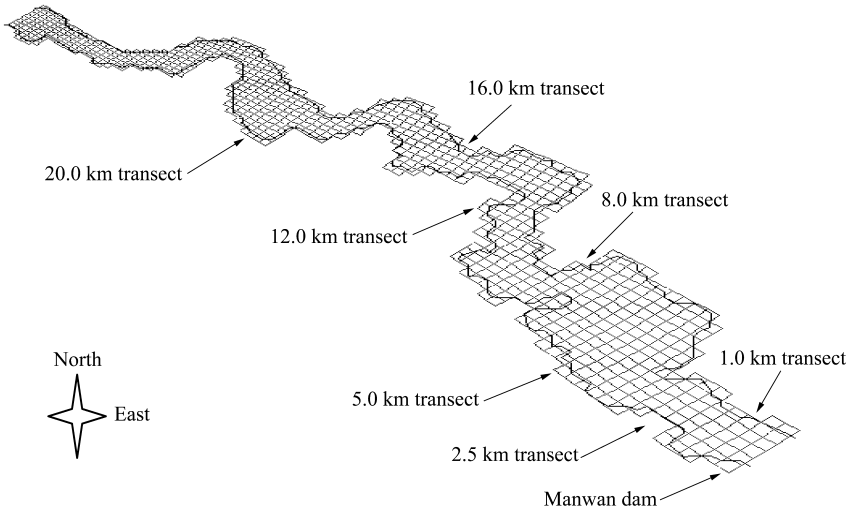 16.0 km transect
20.0 km transect
8.0 km transect
12.0 km transect
North
1.0 km transect
East
5.0 km transect
2.5 km transect
Manwan dam